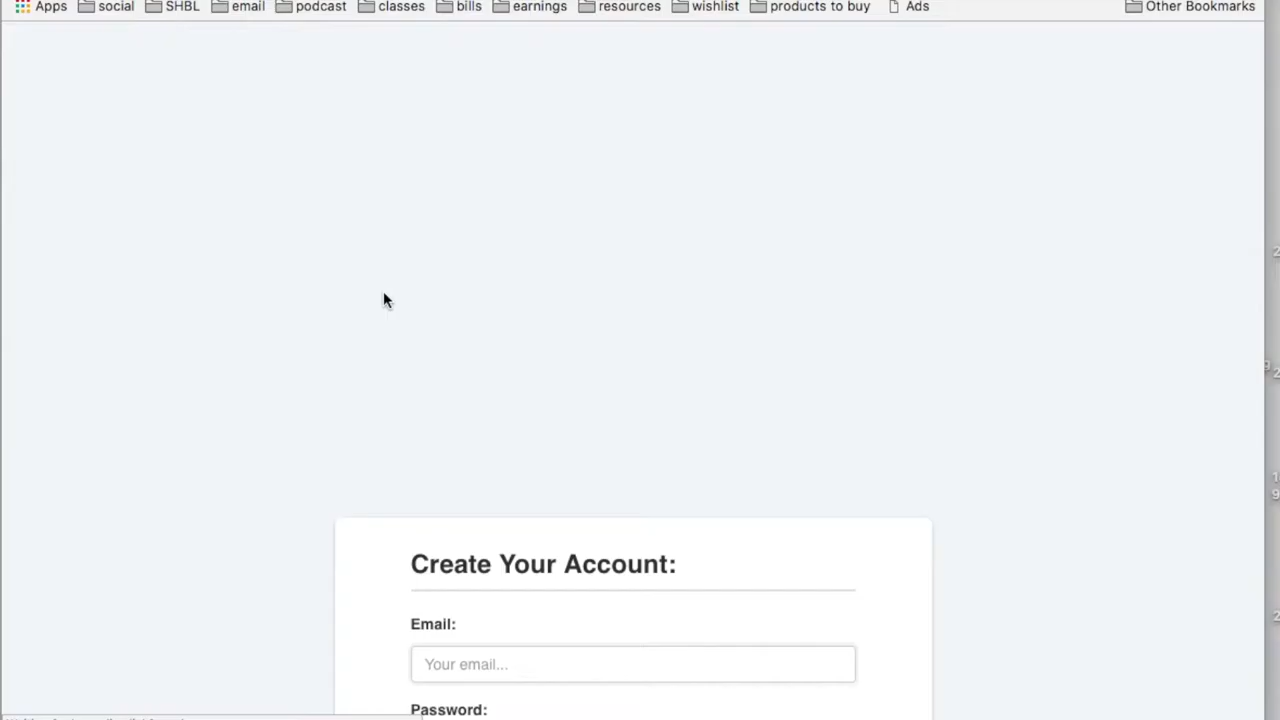 Apps social SHBL email podcast classes bills earnings resources wishlist products to buy Ads Other Bookmarks
Create Your Account:
Email:
Your email...
Password: